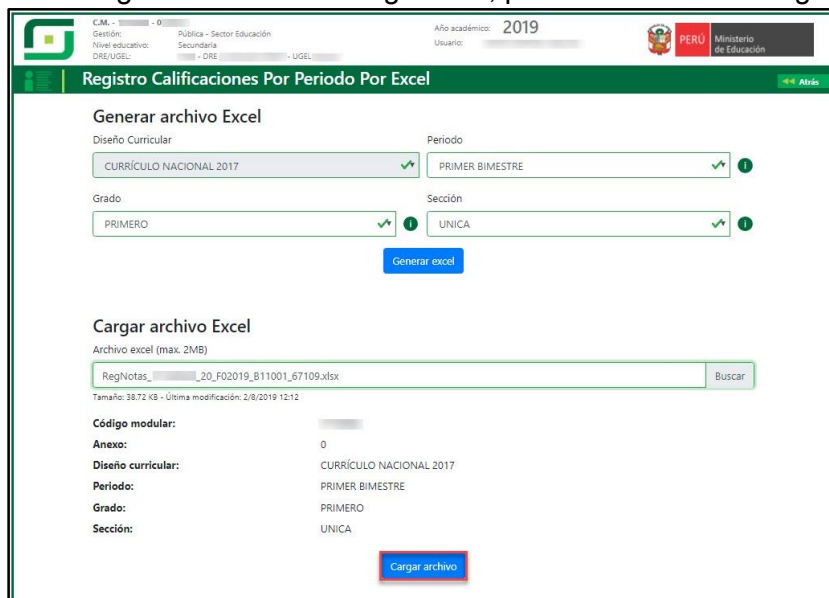 C.M. - - 0
Gestión: Pública - Sector Educación
Nivel educativo: Secundaria
DRE/UGEL: - DRE - UGEL
Año académico: 2019
Usuario:
PERÚ Ministerio de Educación
Registro Calificaciones Por Periodo Por Excel
Atrás
Generar archivo Excel
Diseño Curricular Periodo
CURRÍCULO NACIONAL 2017 PRIMER BIMESTRE
Grado Sección
PRIMERO UNICA
Generar excel
Cargar archivo Excel
Archivo excel (max. 2MB)
RegNotas_ _20_F02019_B11001_67109.xlsx Buscar
Tamaño: 38.72 KB - Última modificación: 2/8/2019 12:12
Código modular:
Anexo: 0
Diseño curricular: CURRÍCULO NACIONAL 2017
Periodo: PRIMER BIMESTRE
Grado: PRIMERO
Sección: UNICA
Cargar archivo